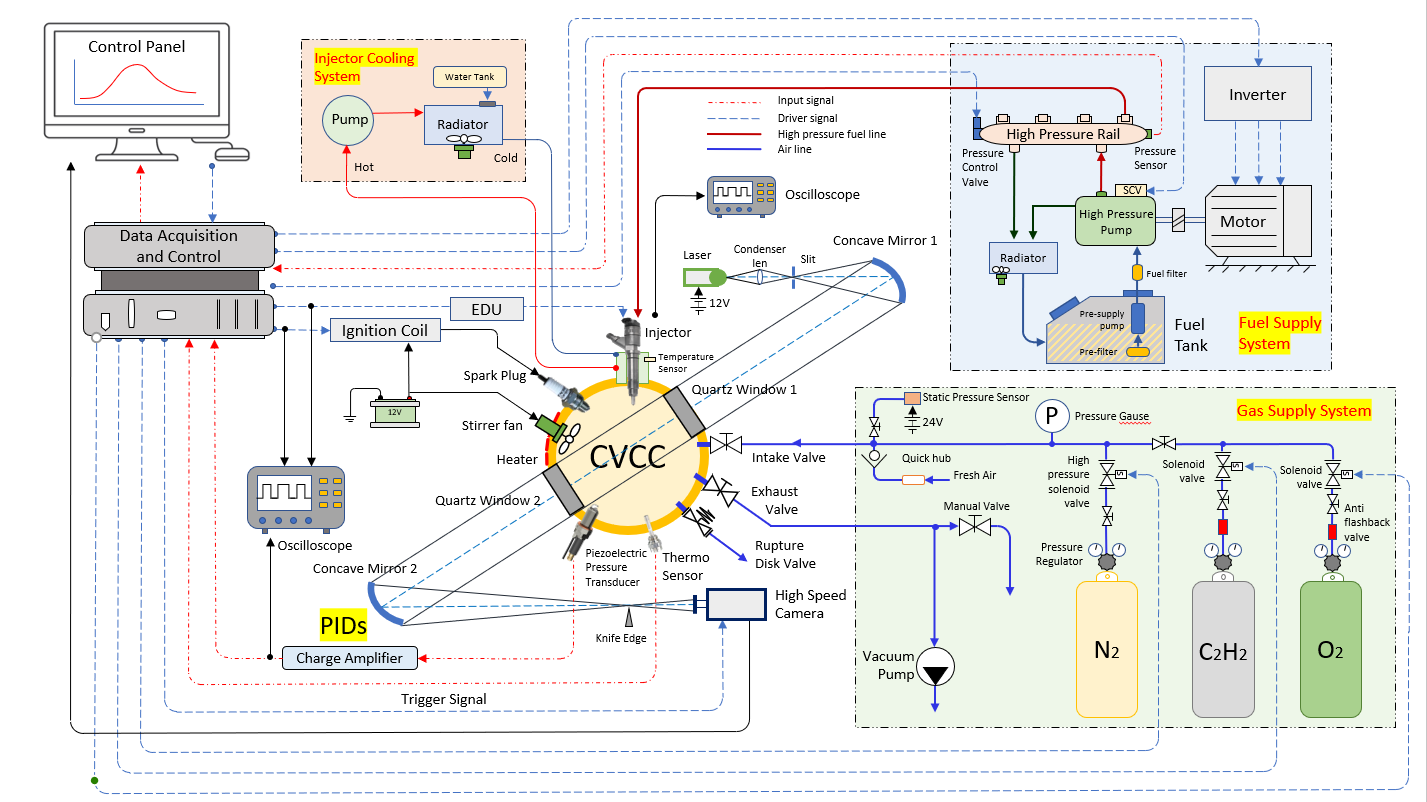 Control Panel
Injector Cooling
System
Water Tank
Pump
Radiator
Hot
Cold
Input signal
Driver signal
High pressure fuel line
Air line
Inverter
High Pressure Rail
Pressure
Control
Valve
Pressure
Sensor
SCV
High Pressure
Pump
Motor
Radiator
Fuel filter
Pre-supply
pump
Pre-filter
Fuel
Tank
Fuel Supply
System
Data Acquisition
and Control
Oscilloscope
Concave Mirror 1
Laser
Condenser
len
Slit
12V
EDU
Ignition Coil
Injector
Temperature
Sensor
Spark Plug
12V
Stirrer fan
Heater
Quartz Window 1
CVCC
Quartz Window 2
Intake Valve
Exhaust
Valve
Rupture
Disk Valve
Thermo
Sensor
Piezoelectric
Pressure
Transducer
Oscilloscope
Concave Mirror 2
PIDs
Knife Edge
High Speed
Camera
Charge Amplifier
Trigger Signal
Static Pressure Sensor
24V
P
Pressure Gause
Gas Supply System
Quick hub
Fresh Air
High
pressure
solenoid
valve
S
Solenoid
valve
S
Solenoid
valve
S
Manual Valve
Anti
flashback
valve
Pressure
Regulator
Vacuum
Pump
N2
C2H2
O2